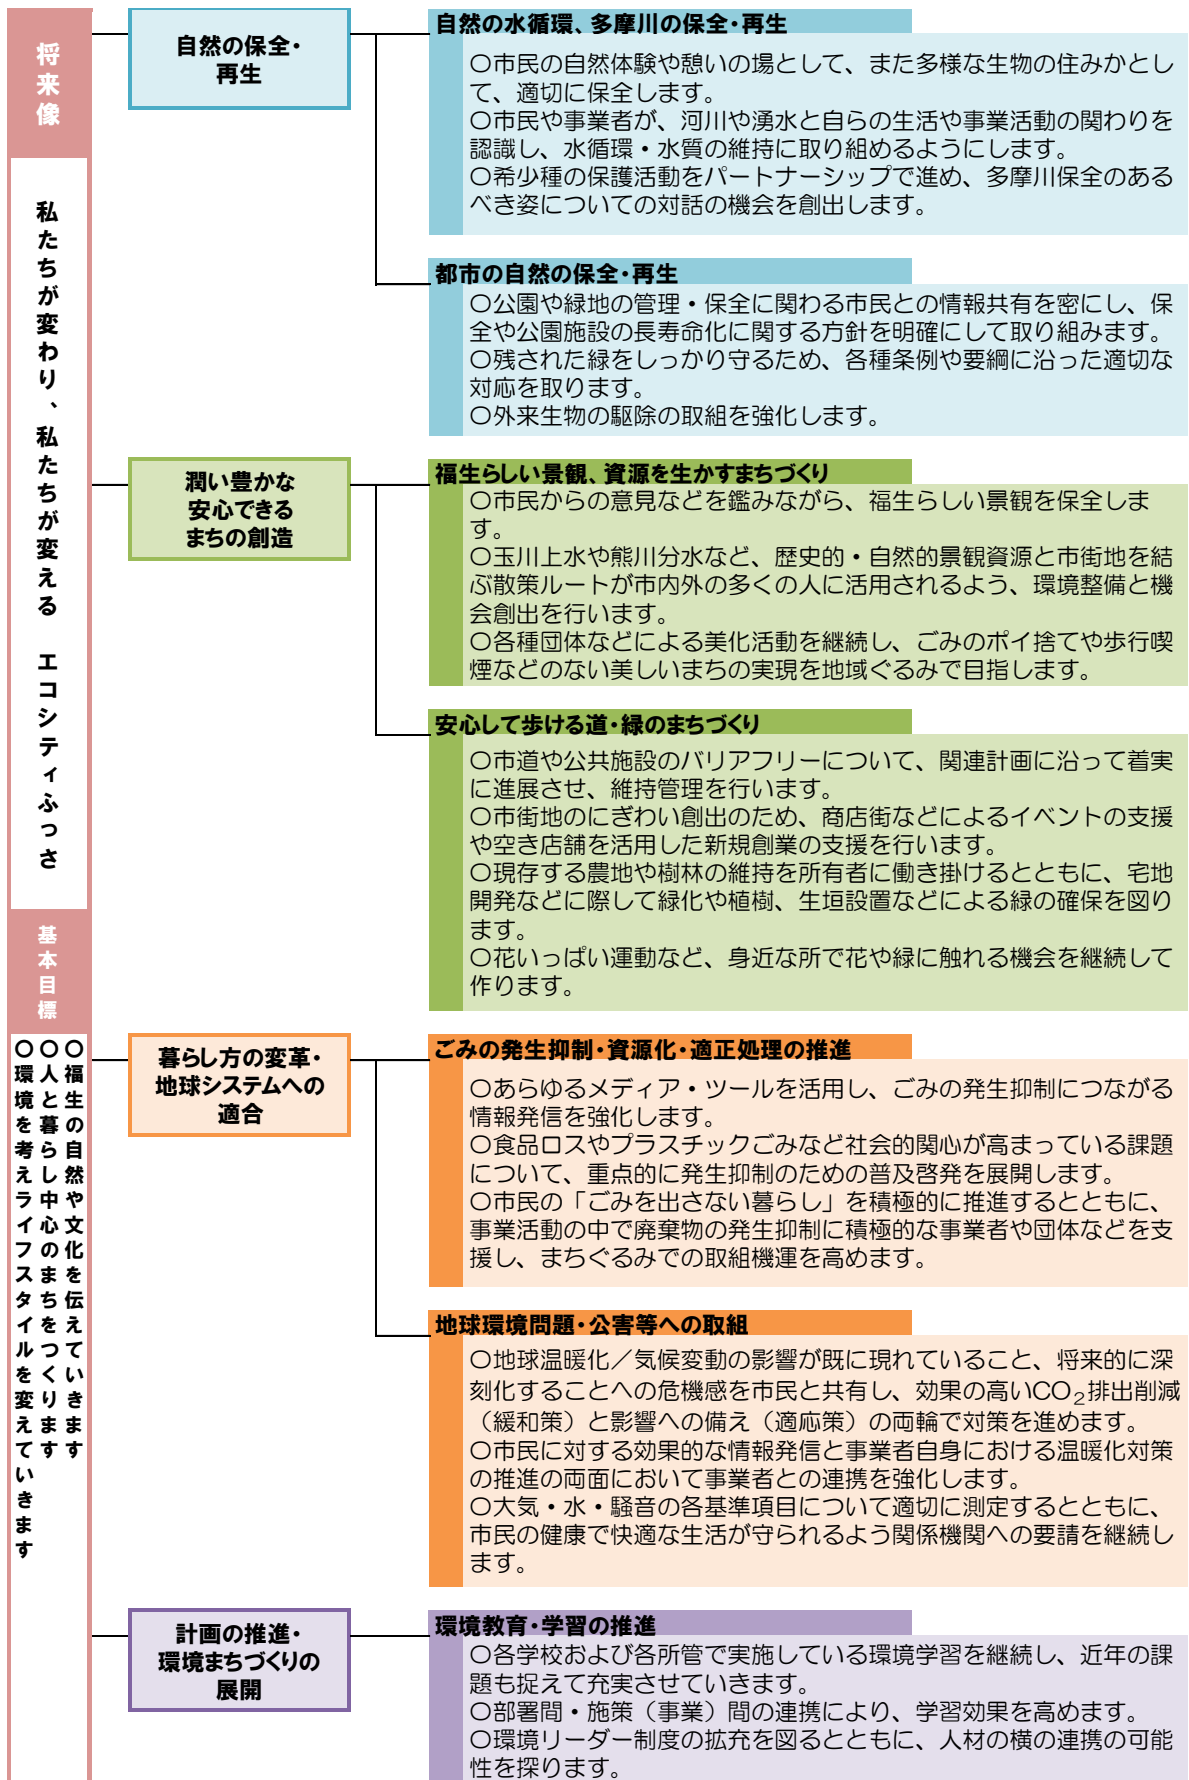 将来像
私たちが変わり、私たちが変える　エコシティふっさ
基本目標
〇福生の自然や文化を伝えていきます
〇人と暮らし中心のまちをつくります
〇環境を考えライフスタイルを変えていきます
自然の保全・
再生
自然の水循環、多摩川の保全・再生
〇市民の自然体験や憩いの場として、また多様な生物の住みかとし
て、適切に保全します。
〇市民や事業者が、河川や湧水と自らの生活や事業活動の関わりを
認識し、水循環・水質の維持に取り組めるようにします。
〇希少種の保護活動をパートナーシップで進め、多摩川保全のある
べき姿についての対話の機会を創出します。
都市の自然の保全・再生
〇公園や緑地の管理・保全に関わる市民との情報共有を密にし、保
全や公園施設の長寿命化に関する方針を明確にして取り組みます。
〇残された緑をしっかり守るため、各種条例や要綱に沿った適切な
対応を取ります。
〇外来生物の駆除の取組を強化します。
潤い豊かな
安心できる
まちの創造
福生らしい景観、資源を生かすまちづくり
〇市民からの意見などを鑑みながら、福生らしい景観を保全しま
す。
〇玉川上水や熊川分水など、歴史的・自然的景観資源と市街地を結
ぶ散策ルートが市内外の多くの人に活用されるよう、環境整備と機
会創出を行います。
〇各種団体などによる美化活動を継続し、ごみのポイ捨てや歩行喫
煙などのない美しいまちの実現を地域ぐるみで目指します。
安心して歩ける道・緑のまちづくり
〇市道や公共施設のバリアフリーについて、関連計画に沿って着実
に進展させ、維持管理を行います。
〇市街地のにぎわい創出のため、商店街などによるイベントの支援
や空き店舗を活用した新規創業の支援を行います。
〇現存する農地や樹林の維持を所有者に働き掛けるとともに、宅地
開発などに際して緑化や植樹、生垣設置などによる緑の確保を図り
ます。
〇花いっぱい運動など、身近な所で花や緑に触れる機会を継続して
作ります。
暮らし方の変革・
地球システムへの
適合
ごみの発生抑制・資源化・適正処理の推進
〇あらゆるメディア・ツールを活用し、ごみの発生抑制につながる
情報発信を強化します。
〇食品ロスやプラスチックごみなど社会的関心が高まっている課題
について、重点的に発生抑制のための普及啓発を展開します。
〇市民の「ごみを出さない暮らし」を積極的に推進するとともに、
事業活動の中で廃棄物の発生抑制に積極的な事業者や団体などを支
援し、まちぐるみでの取組機運を高めます。
地球環境問題・公害等への取組
〇地球温暖化／気候変動の影響が既に現れていること、将来的に深
刻化することへの危機感を市民と共有し、効果の高いCO₂排出削減
（緩和策）と影響への備え（適応策）の両輪で対策を進めます。
〇市民に対する効果的な情報発信と事業者自身における温暖化対策
の推進の両面において事業者との連携を強化します。
〇大気・水・騒音の各基準項目について適切に測定するとともに、
市民の健康で快適な生活が守られるよう関係機関への要請を継続し
ます。
計画の推進・
環境まちづくりの
展開
環境教育・学習の推進
〇各学校および各所管で実施している環境学習を継続し、近年の課
題も捉えて充実させていきます。
〇部署間・施策（事業）間の連携により、学習効果を高めます。
〇環境リーダー制度の拡充を図るとともに、人材の横の連携の可能
性を探ります。